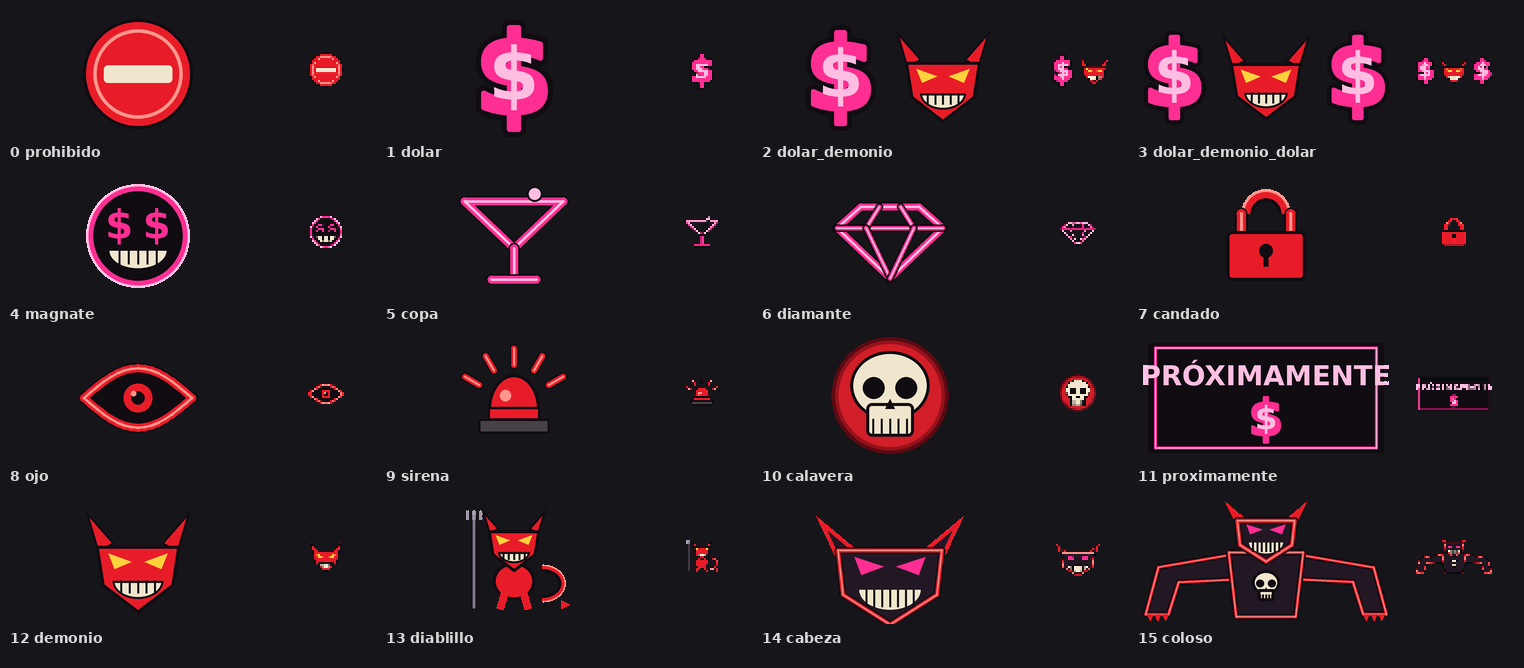 $
$
$ $
0 prohibido
1 dolar
2 dolar_demonio
3 dolar_demonio_dolar
$ $
4 magnate
5 copa
6 diamante
7 candado
PRÓXIMAMENTE
$
8 ojo
9 sirena
10 calavera
11 proximamente
12 demonio
13 diablillo
14 cabeza
15 coloso